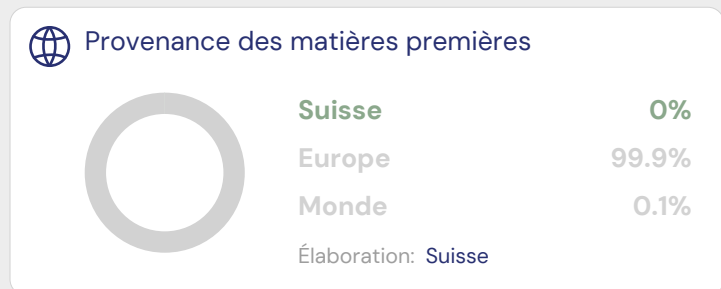 Provenance des matières premières
Suisse 0%
Europe 99.9%
Monde 0.1%
Élaboration: Suisse